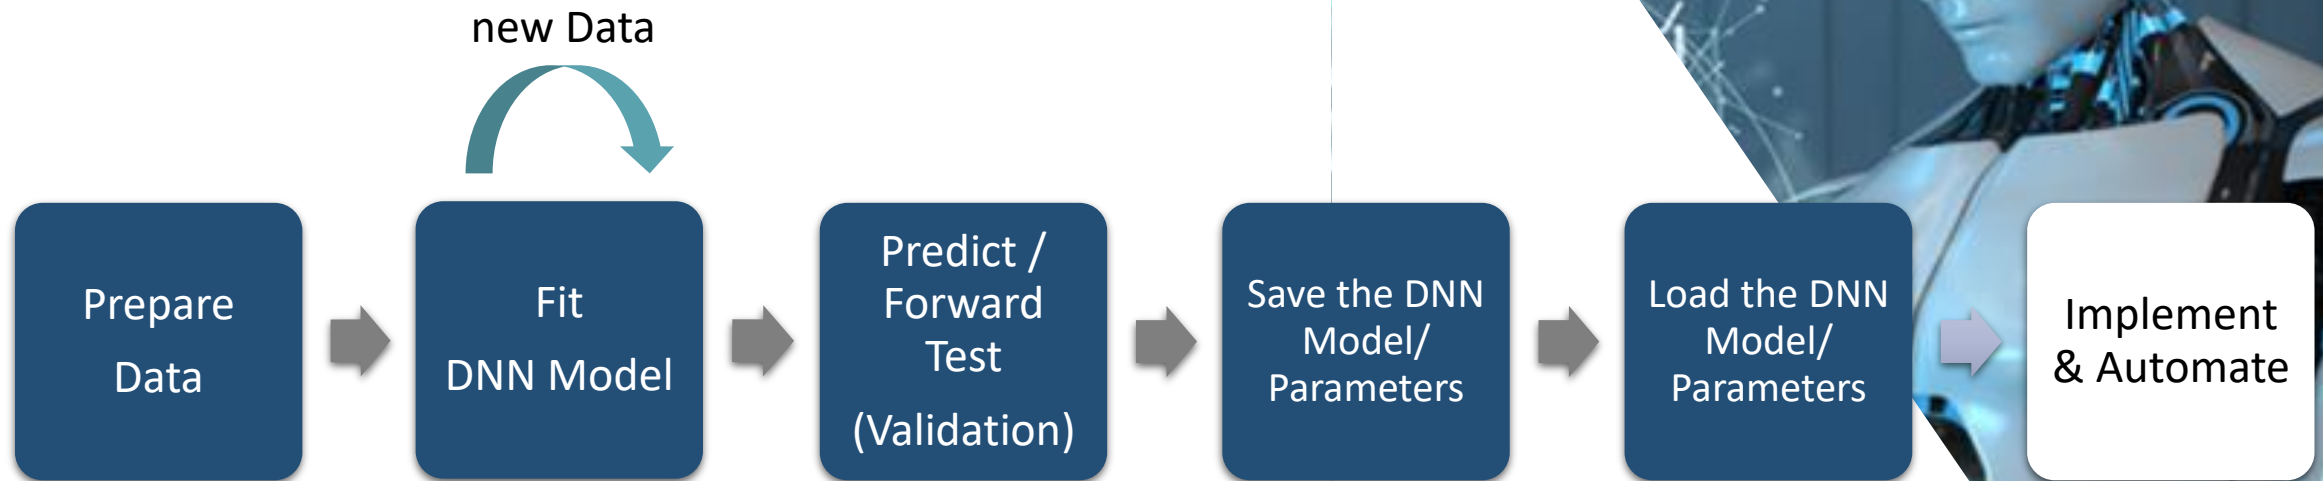 new Data
Prepare
Data
Fit
DNN Model
Predict /
Forward
Test
(Validation)
Save the DNN
Model/
Parameters
Load the DNN
Model/
Parameters
Implement
& Automate